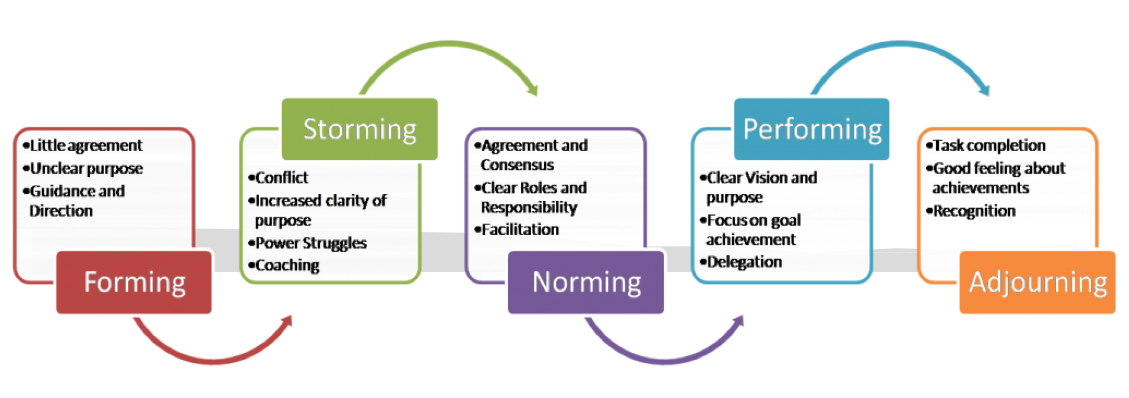 Forming
•Little agreement
•Unclear purpose
•Guidance and
Direction
Storming
•Conflict
•Increased clarity of
purpose
•Power Struggles
•Coaching
Norming
•Agreement and
Consensus
•Clear Roles and
Responsibility
•Facilitation
Performing
•Clear Vision and
purpose
•Focus on goal
achievement
•Delegation
Adjourning
•Task completion
•Good feeling about
achievements
•Recognition